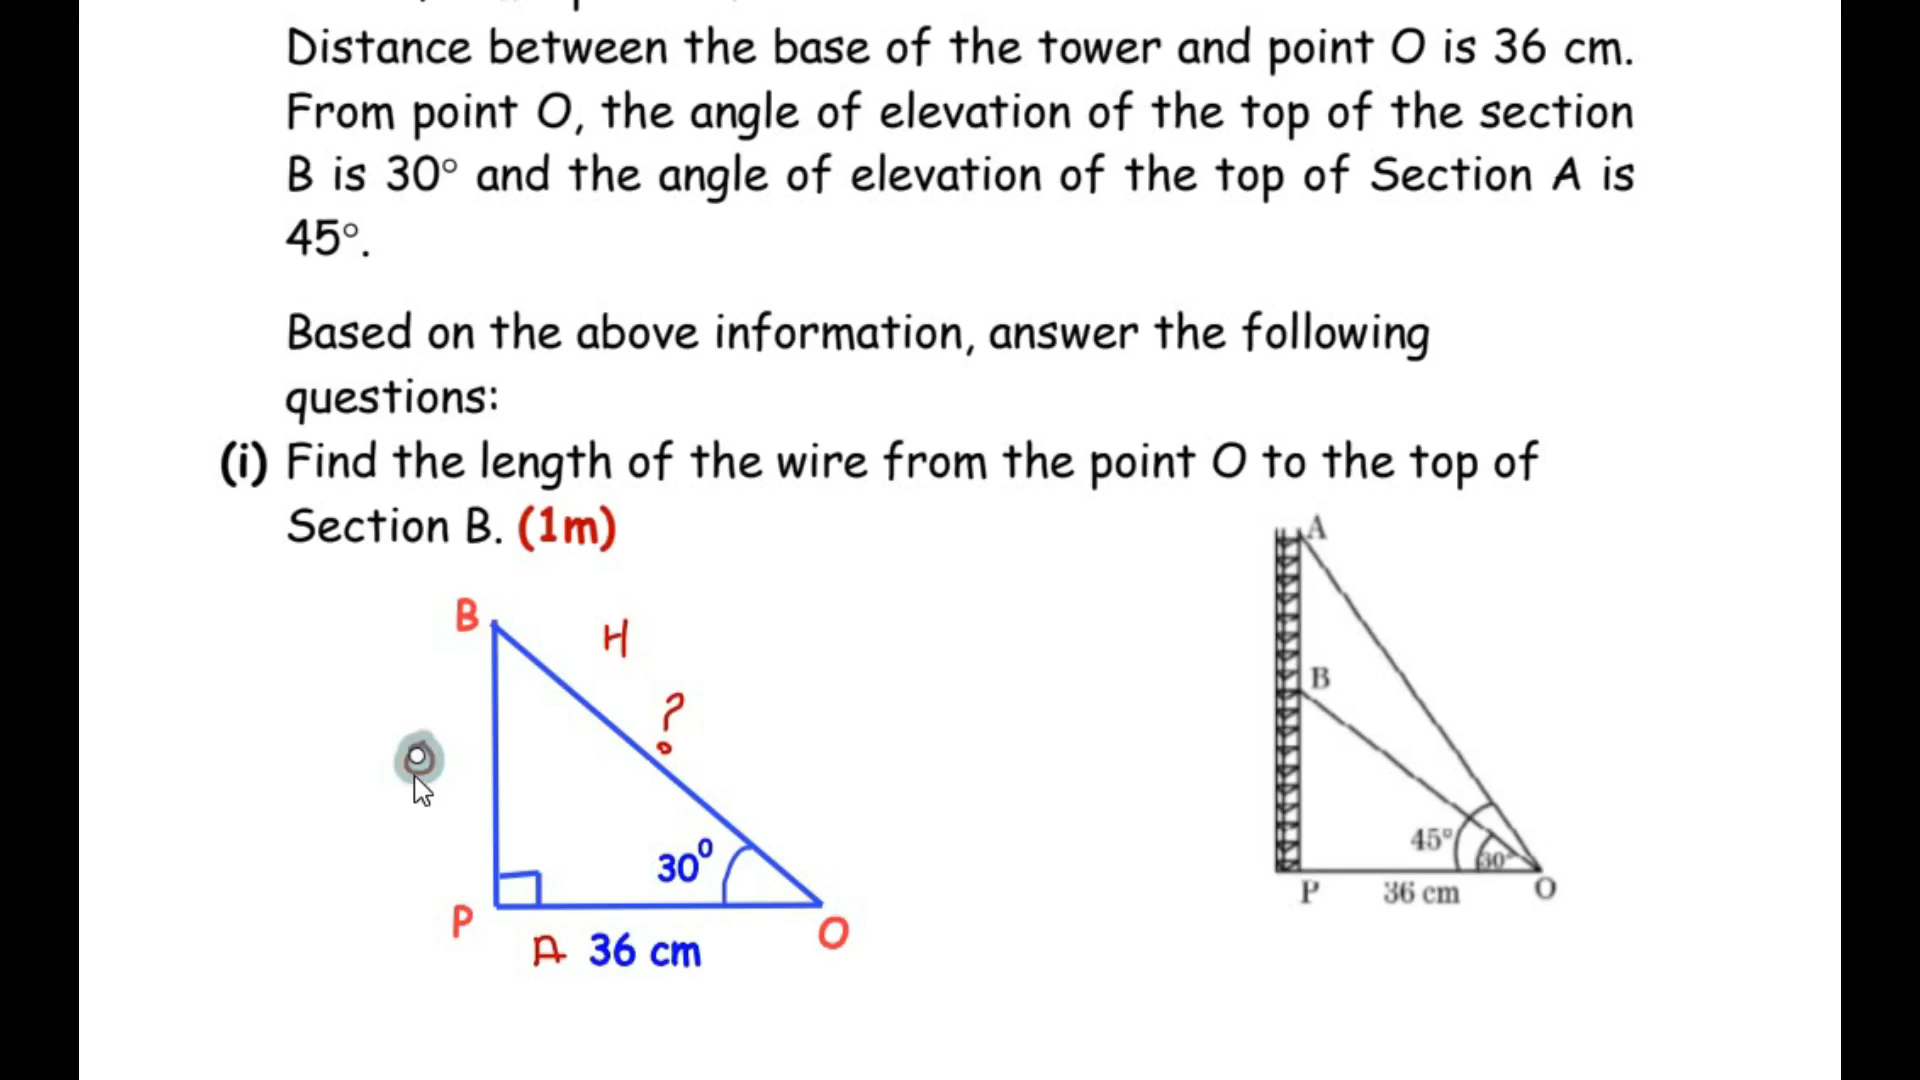 Distance between the base of the tower and point O is 36 cm.
From point O, the angle of elevation of the top of the section
B is 30° and the angle of elevation of the top of Section A is
45°.
Based on the above information, answer the following
questions:
(i) Find the length of the wire from the point O to the top of
Section B. (1m)
B
H
?
O
30⁰
P
O
A 36 cm
A
B
45°
30°
P
36 cm
O